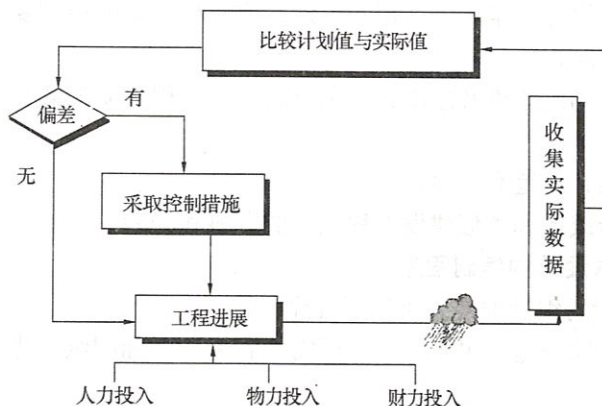 比较计划值与实际值
偏差
有
无
采取控制措施
收集实际数据
工程进展
人力投入
物力投入
财力投入